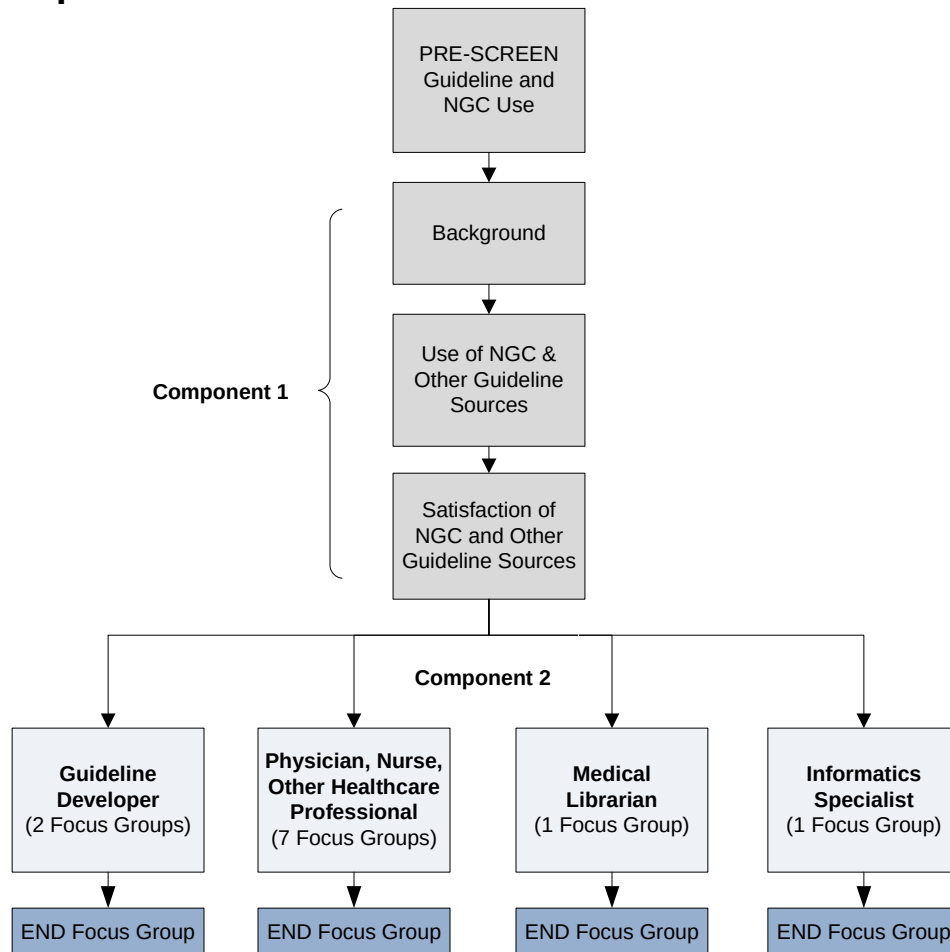 PRE-SCREEN
Guideline and
NGC Use
Background
Use of NGC &
Other Guideline
Sources
Component 1
Satisfaction of
NGC and Other
Guideline Sources
Component 2
Guideline
Developer
(2 Focus Groups)
Physician, Nurse,
Other Healthcare
Professional
(7 Focus Groups)
Medical
Librarian
(1 Focus Group)
Informatics
Specialist
(1 Focus Group)
END Focus Group
END Focus Group
END Focus Group
END Focus Group